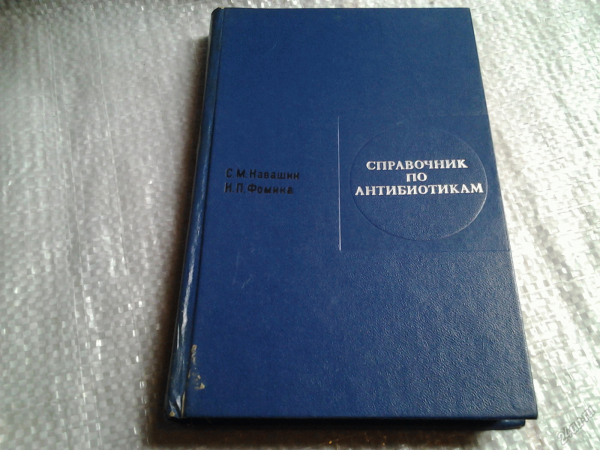 С. М. Навашин
И. П. Фомина
СПРАВОЧНИК
ПО
АНТИБИОТИКАМ